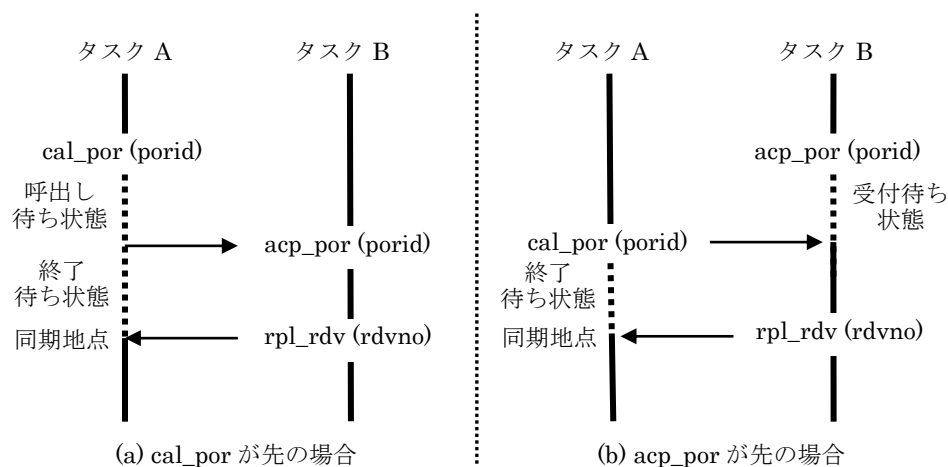 タスク A
タスク B
cal_por (porid)
呼出し
待ち状態
acp_por (porid)
終了
待ち状態
同期地点
rpl_rdv (rdvno)
(a) cal_por が先の場合
タスク A
タスク B
acp_por (porid)
受付待ち
状態
cal_por (porid)
終了
待ち状態
同期地点
rpl_rdv (rdvno)
(b) acp_por が先の場合